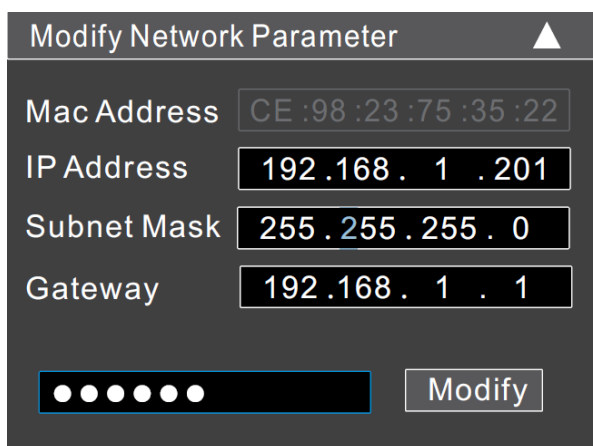 Modify Network Parameter
Mac Address CE :98 :23 :75 :35 :22
IP Address 192 .168 . 1 . 201
Subnet Mask 255 . 255 . 255 . 0
Gateway 192 .168 . 1 . 1
●●●●●● Modify